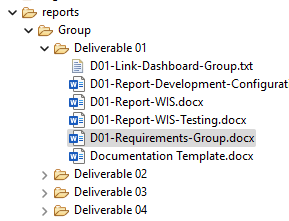 reports
Group
Deliverable 01
D01-Link-Dashboard-Group.txt
D01-Report-Development-Configurat
D01-Report-WIS.docx
D01-Report-WIS-Testing.docx
D01-Requirements-Group.docx
Documentation Template.docx
Deliverable 02
Deliverable 03
Deliverable 04